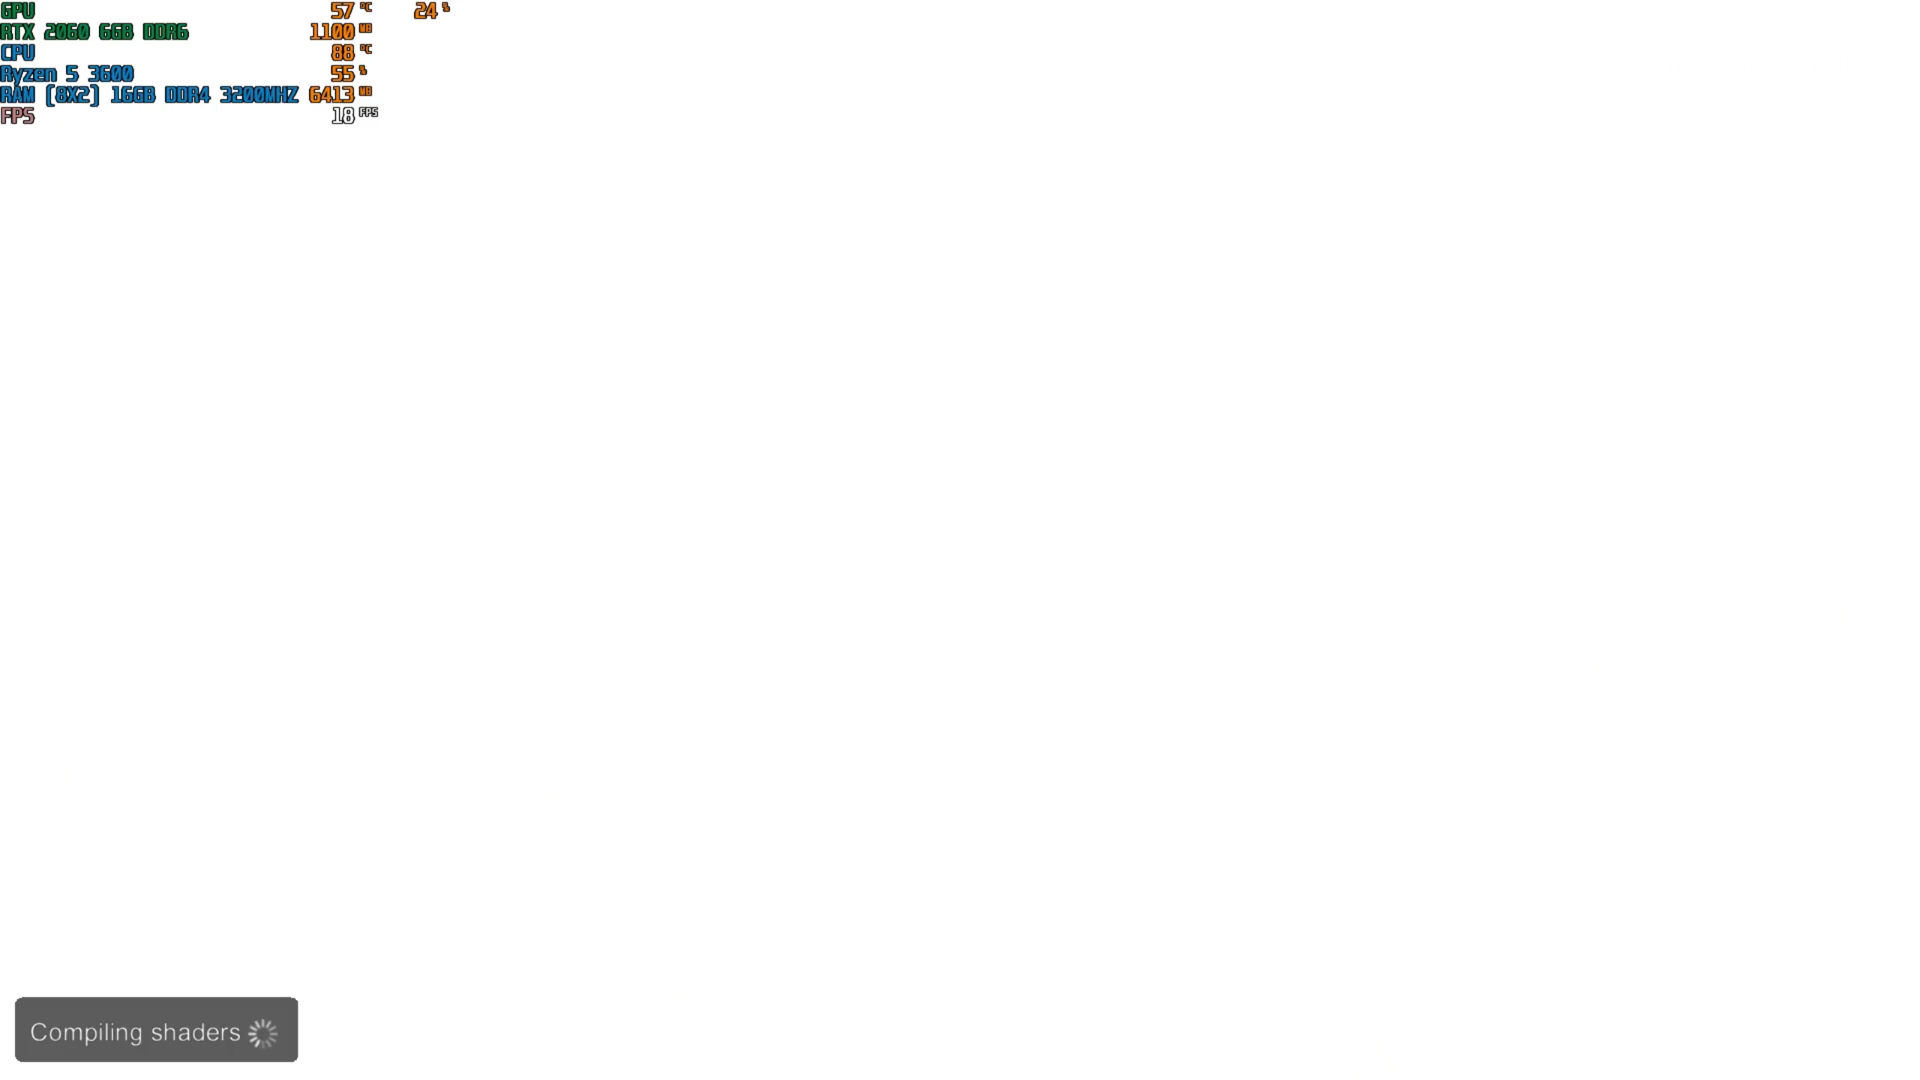 GPU 57 °C 24 %
RTX 2060 6GB DDR6 1100 MB
CPU 88 °C
Ryzen 5 3600 55 %
RAM [8X2] 16GB DDR4 3200MHZ 6413 MB
FPS 18 FPS
Compiling shaders